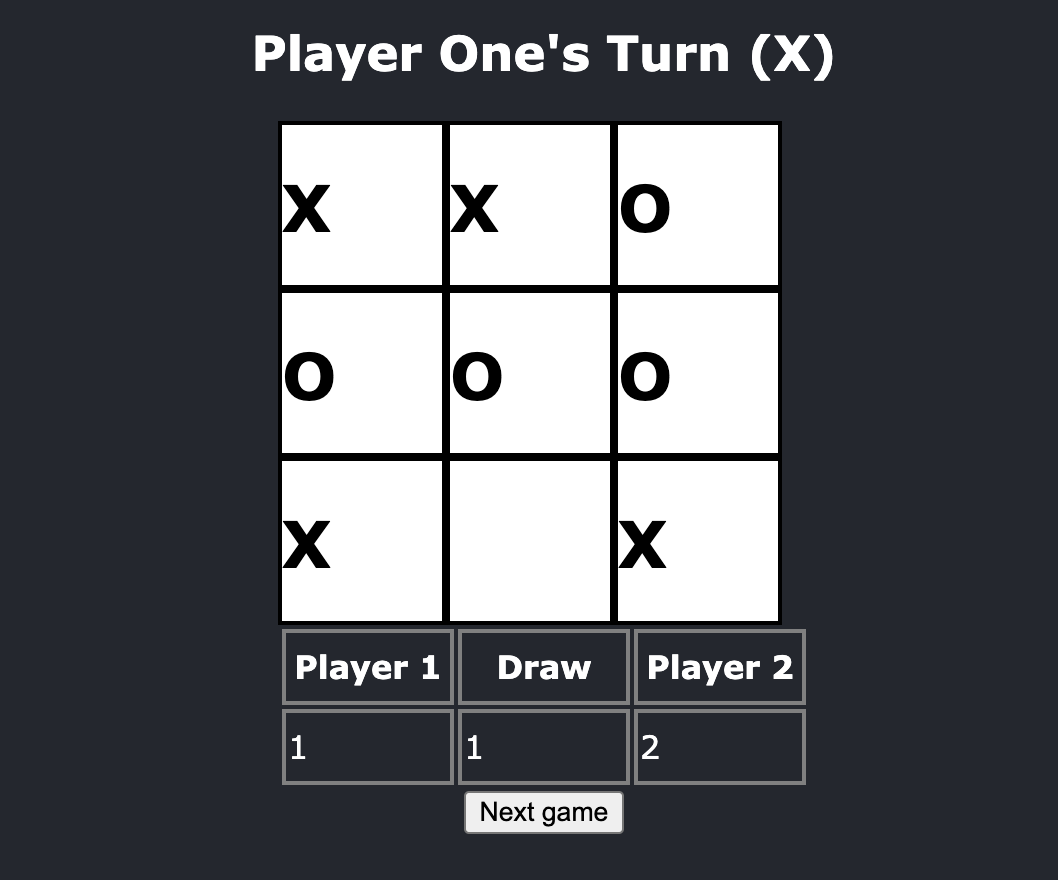 Player One's Turn (X)
X X O
O O O
X X
Player 1 Draw Player 2
1 1 2
Next game